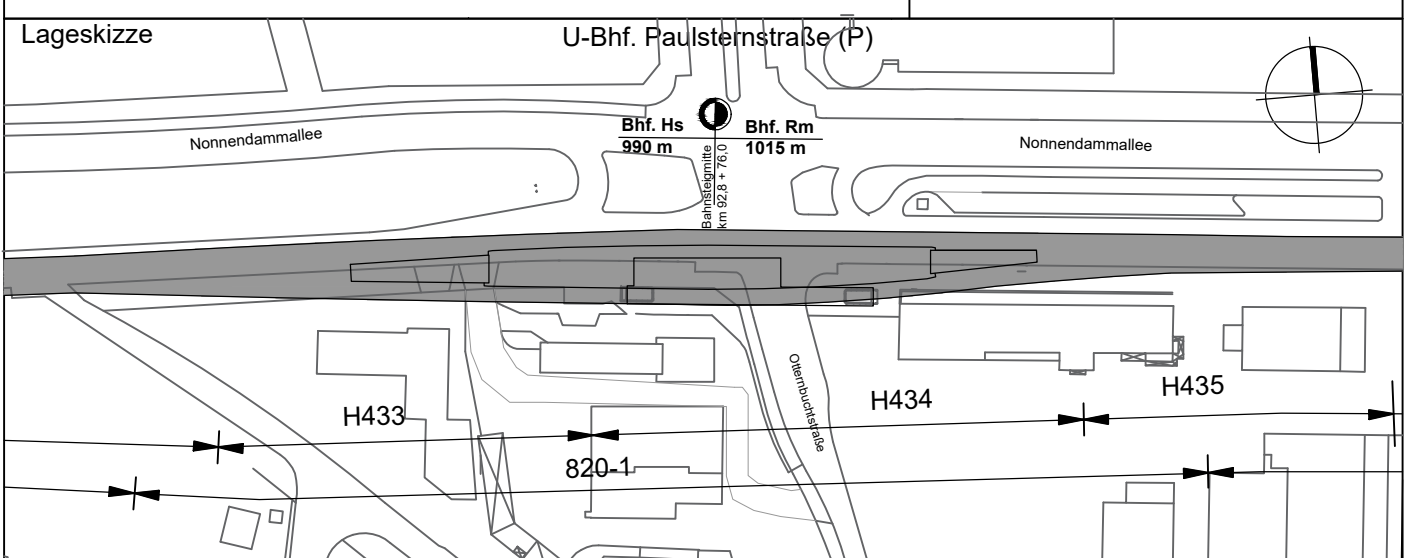 Lageskizze
U-Bhf. Paulsternstraße (P)
Nonnendammallee
Bhf. Hs
990 m
Bhf. Rm
1015 m
Bahnsteigmitte
km 92,8 + 76,0
Nonnendammallee
Otternbuchtstraße
H433
H434
H435
820-1